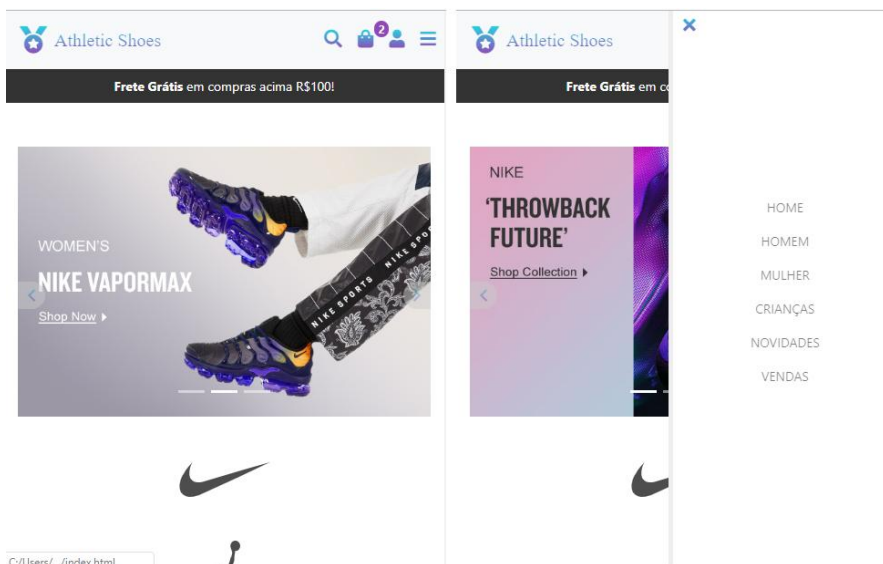 Athletic Shoes
2
Frete Grátis em compras acima R$100!
WOMEN'S
NIKE VAPORMAX
Shop Now
NIKE SPORTS NIKE SPO
C:/Users/.../index.html
Athletic Shoes
Frete Grátis em co
NIKE
'THROWBACK
FUTURE'
Shop Collection
HOME
HOMEM
MULHER
CRIANÇAS
NOVIDADES
VENDAS